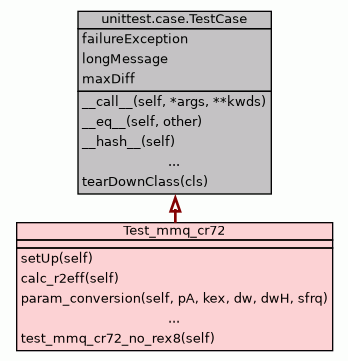 unittest.case.TestCase
failureException
longMessage
maxDiff
__call__(self, *args, **kwds)
__eq__(self, other)
__hash__(self)
...
tearDownClass(cls)
Test_mmq_cr72
setUp(self)
calc_r2eff(self)
param_conversion(self, pA, kex, dw, dwH, sfrq)
...
test_mmq_cr72_no_rex8(self)